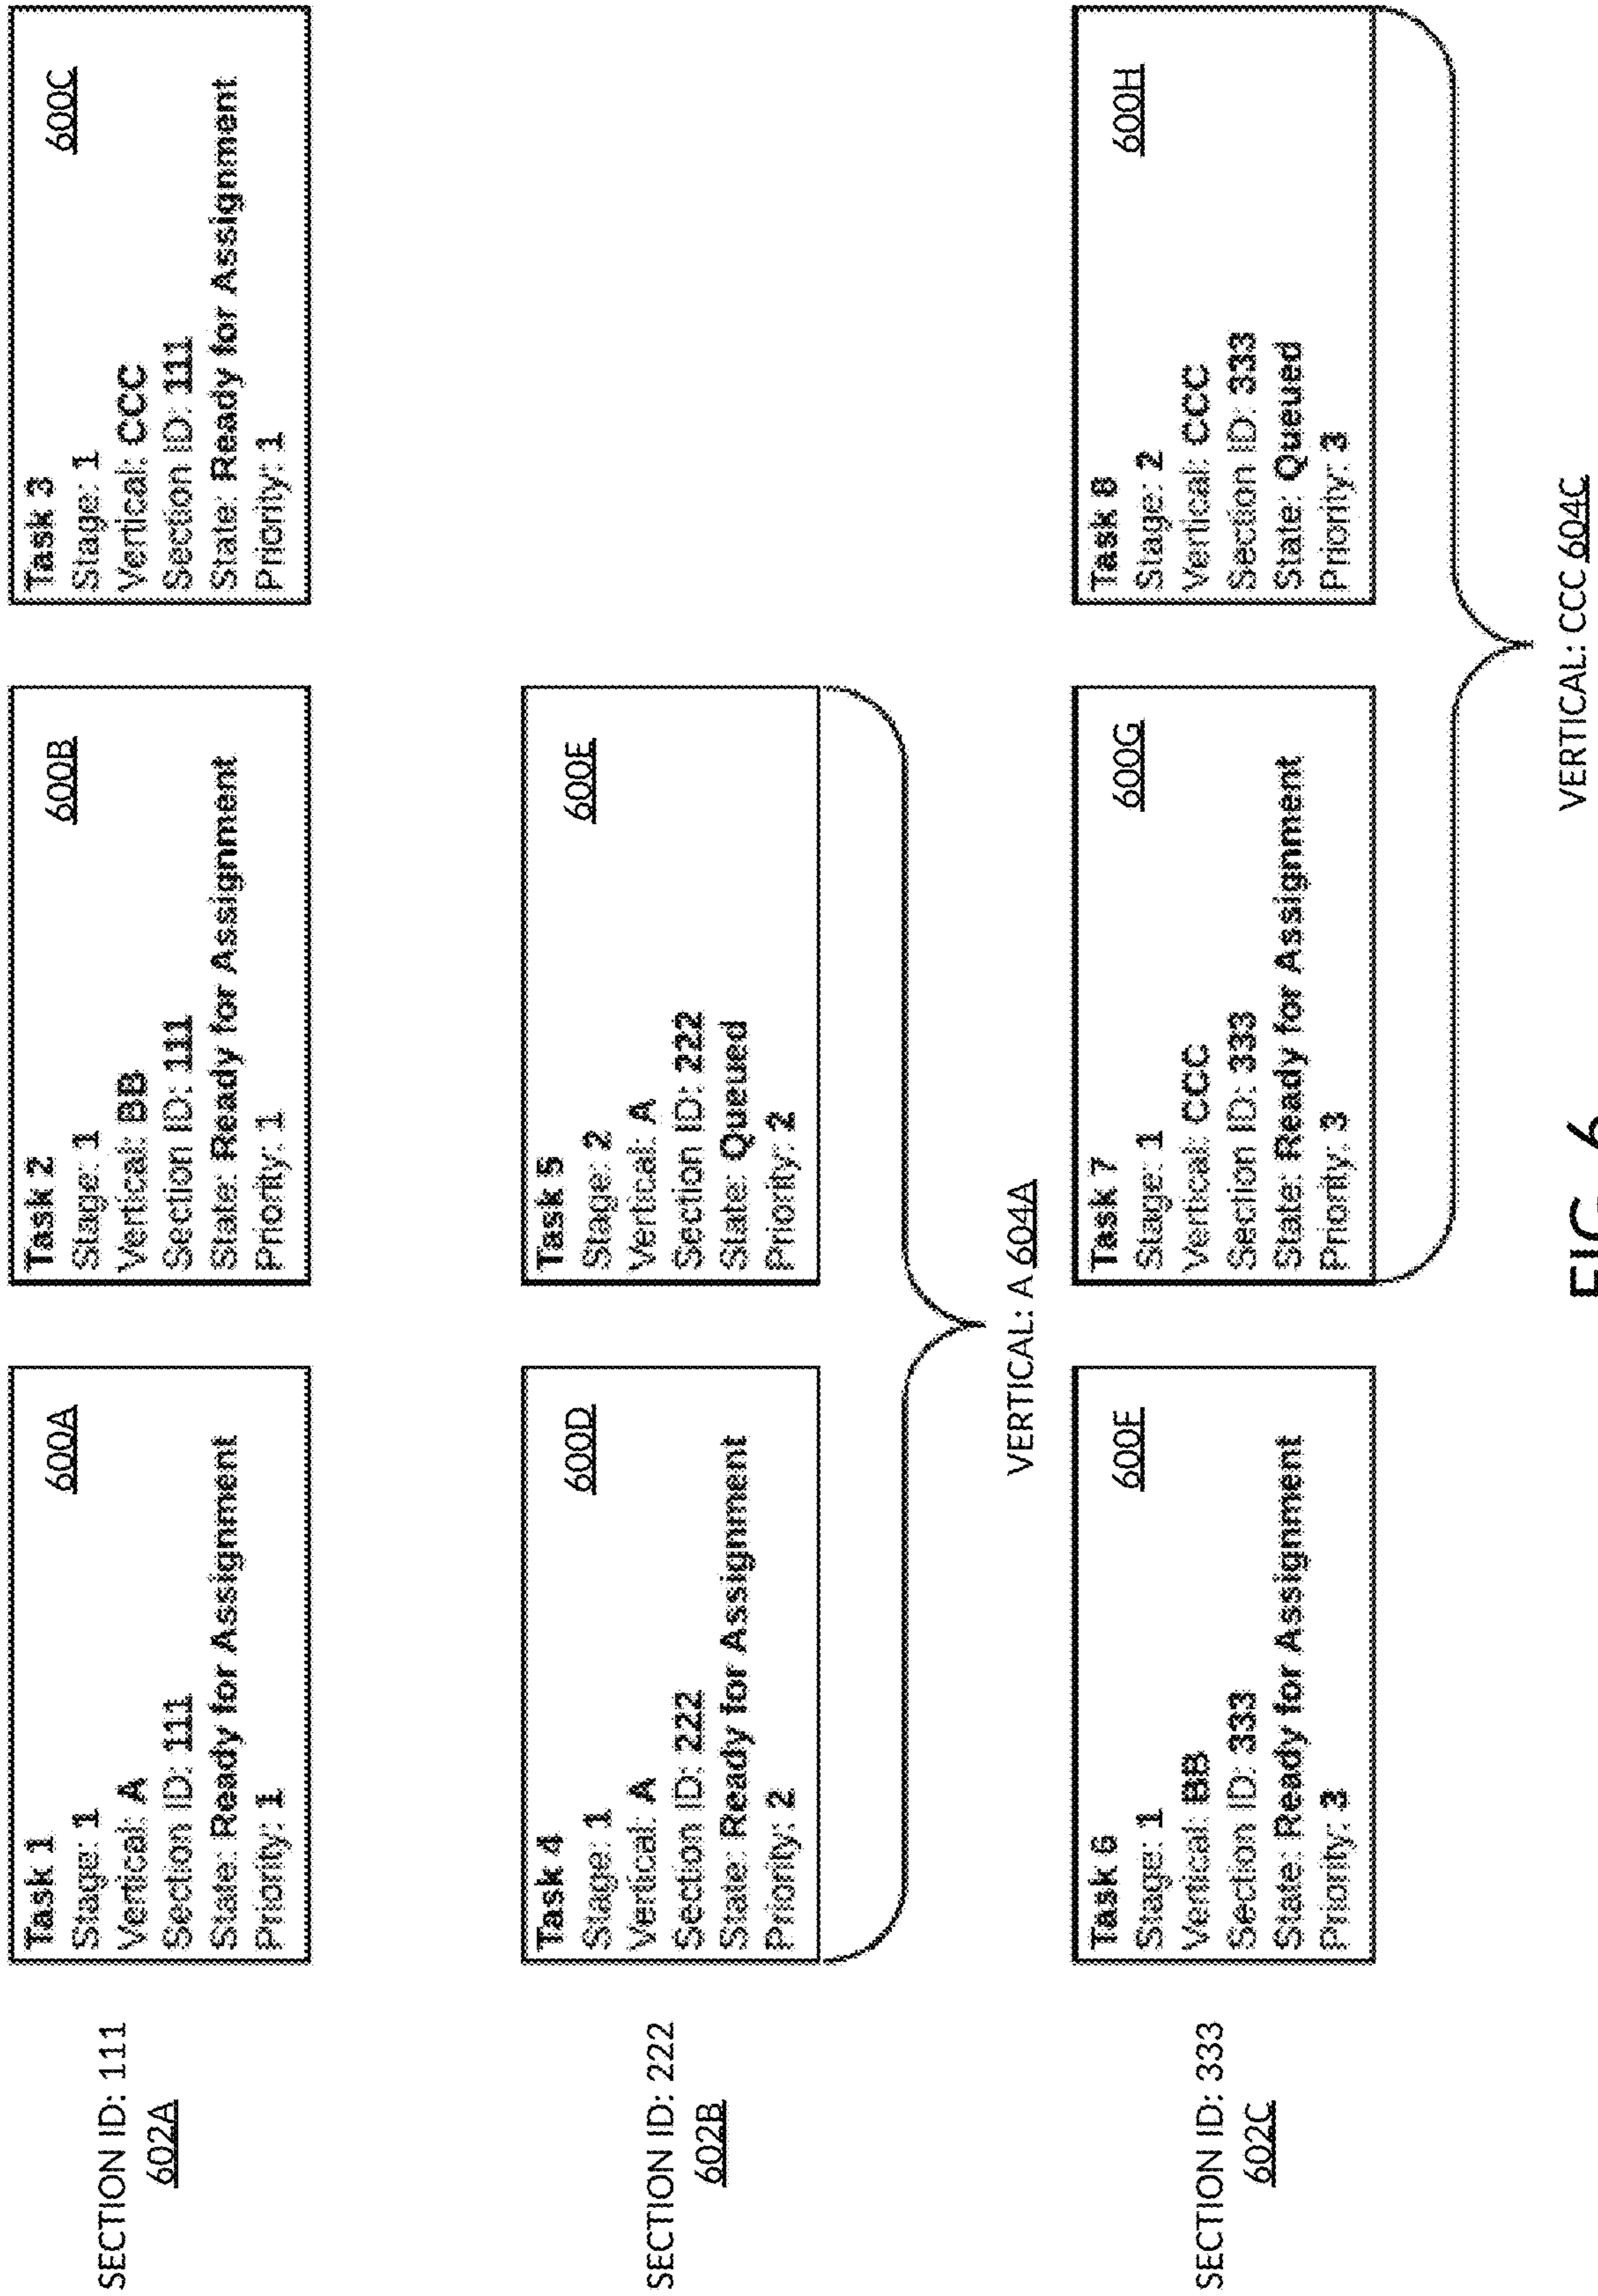 SECTION ID: 111
602A
Task 1
600A
Stage: 1
Vertical: A
Section ID: 111
State: Ready for Assignment
Priority: 1
Task 2
600B
Stage: 1
Vertical: BB
Section ID: 111
State: Ready for Assignment
Priority: 1
Task 3
600C
Stage: 1
Vertical: CCC
Section ID: 111
State: Ready for Assignment
Priority: 1
SECTION ID: 222
602B
Task 4
600D
Stage: 1
Vertical: A
Section ID: 222
State: Ready for Assignment
Priority: 2
Task 5
600E
Stage: 2
Vertical: A
Section ID: 222
State: Queued
Priority: 2
VERTICAL: A 604A
SECTION ID: 333
602C
Task 6
600F
Stage: 1
Vertical: BB
Section ID: 333
State: Ready for Assignment
Priority: 3
Task 7
600G
Stage: 1
Vertical: CCC
Section ID: 333
State: Ready for Assignment
Priority: 3
Task 8
600H
Stage: 2
Vertical: CCC
Section ID: 333
State: Queued
Priority: 3
VERTICAL: CCC 604C
FIG. 6